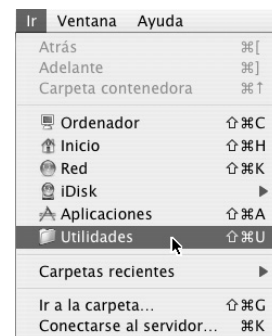 Ir Ventana Ayuda
Atrás ⌘[
Adelante ⌘]
Carpeta contenedora ⌘↑
Ordenador ⇧⌘C
Inicio ⇧⌘H
Red ⇧⌘K
iDisk ▶
Aplicaciones ⇧⌘A
Utilidades ⇧⌘U
Carpetas recientes ▶
Ir a la carpeta... ⇧⌘G
Conectarse al servidor... ⌘K